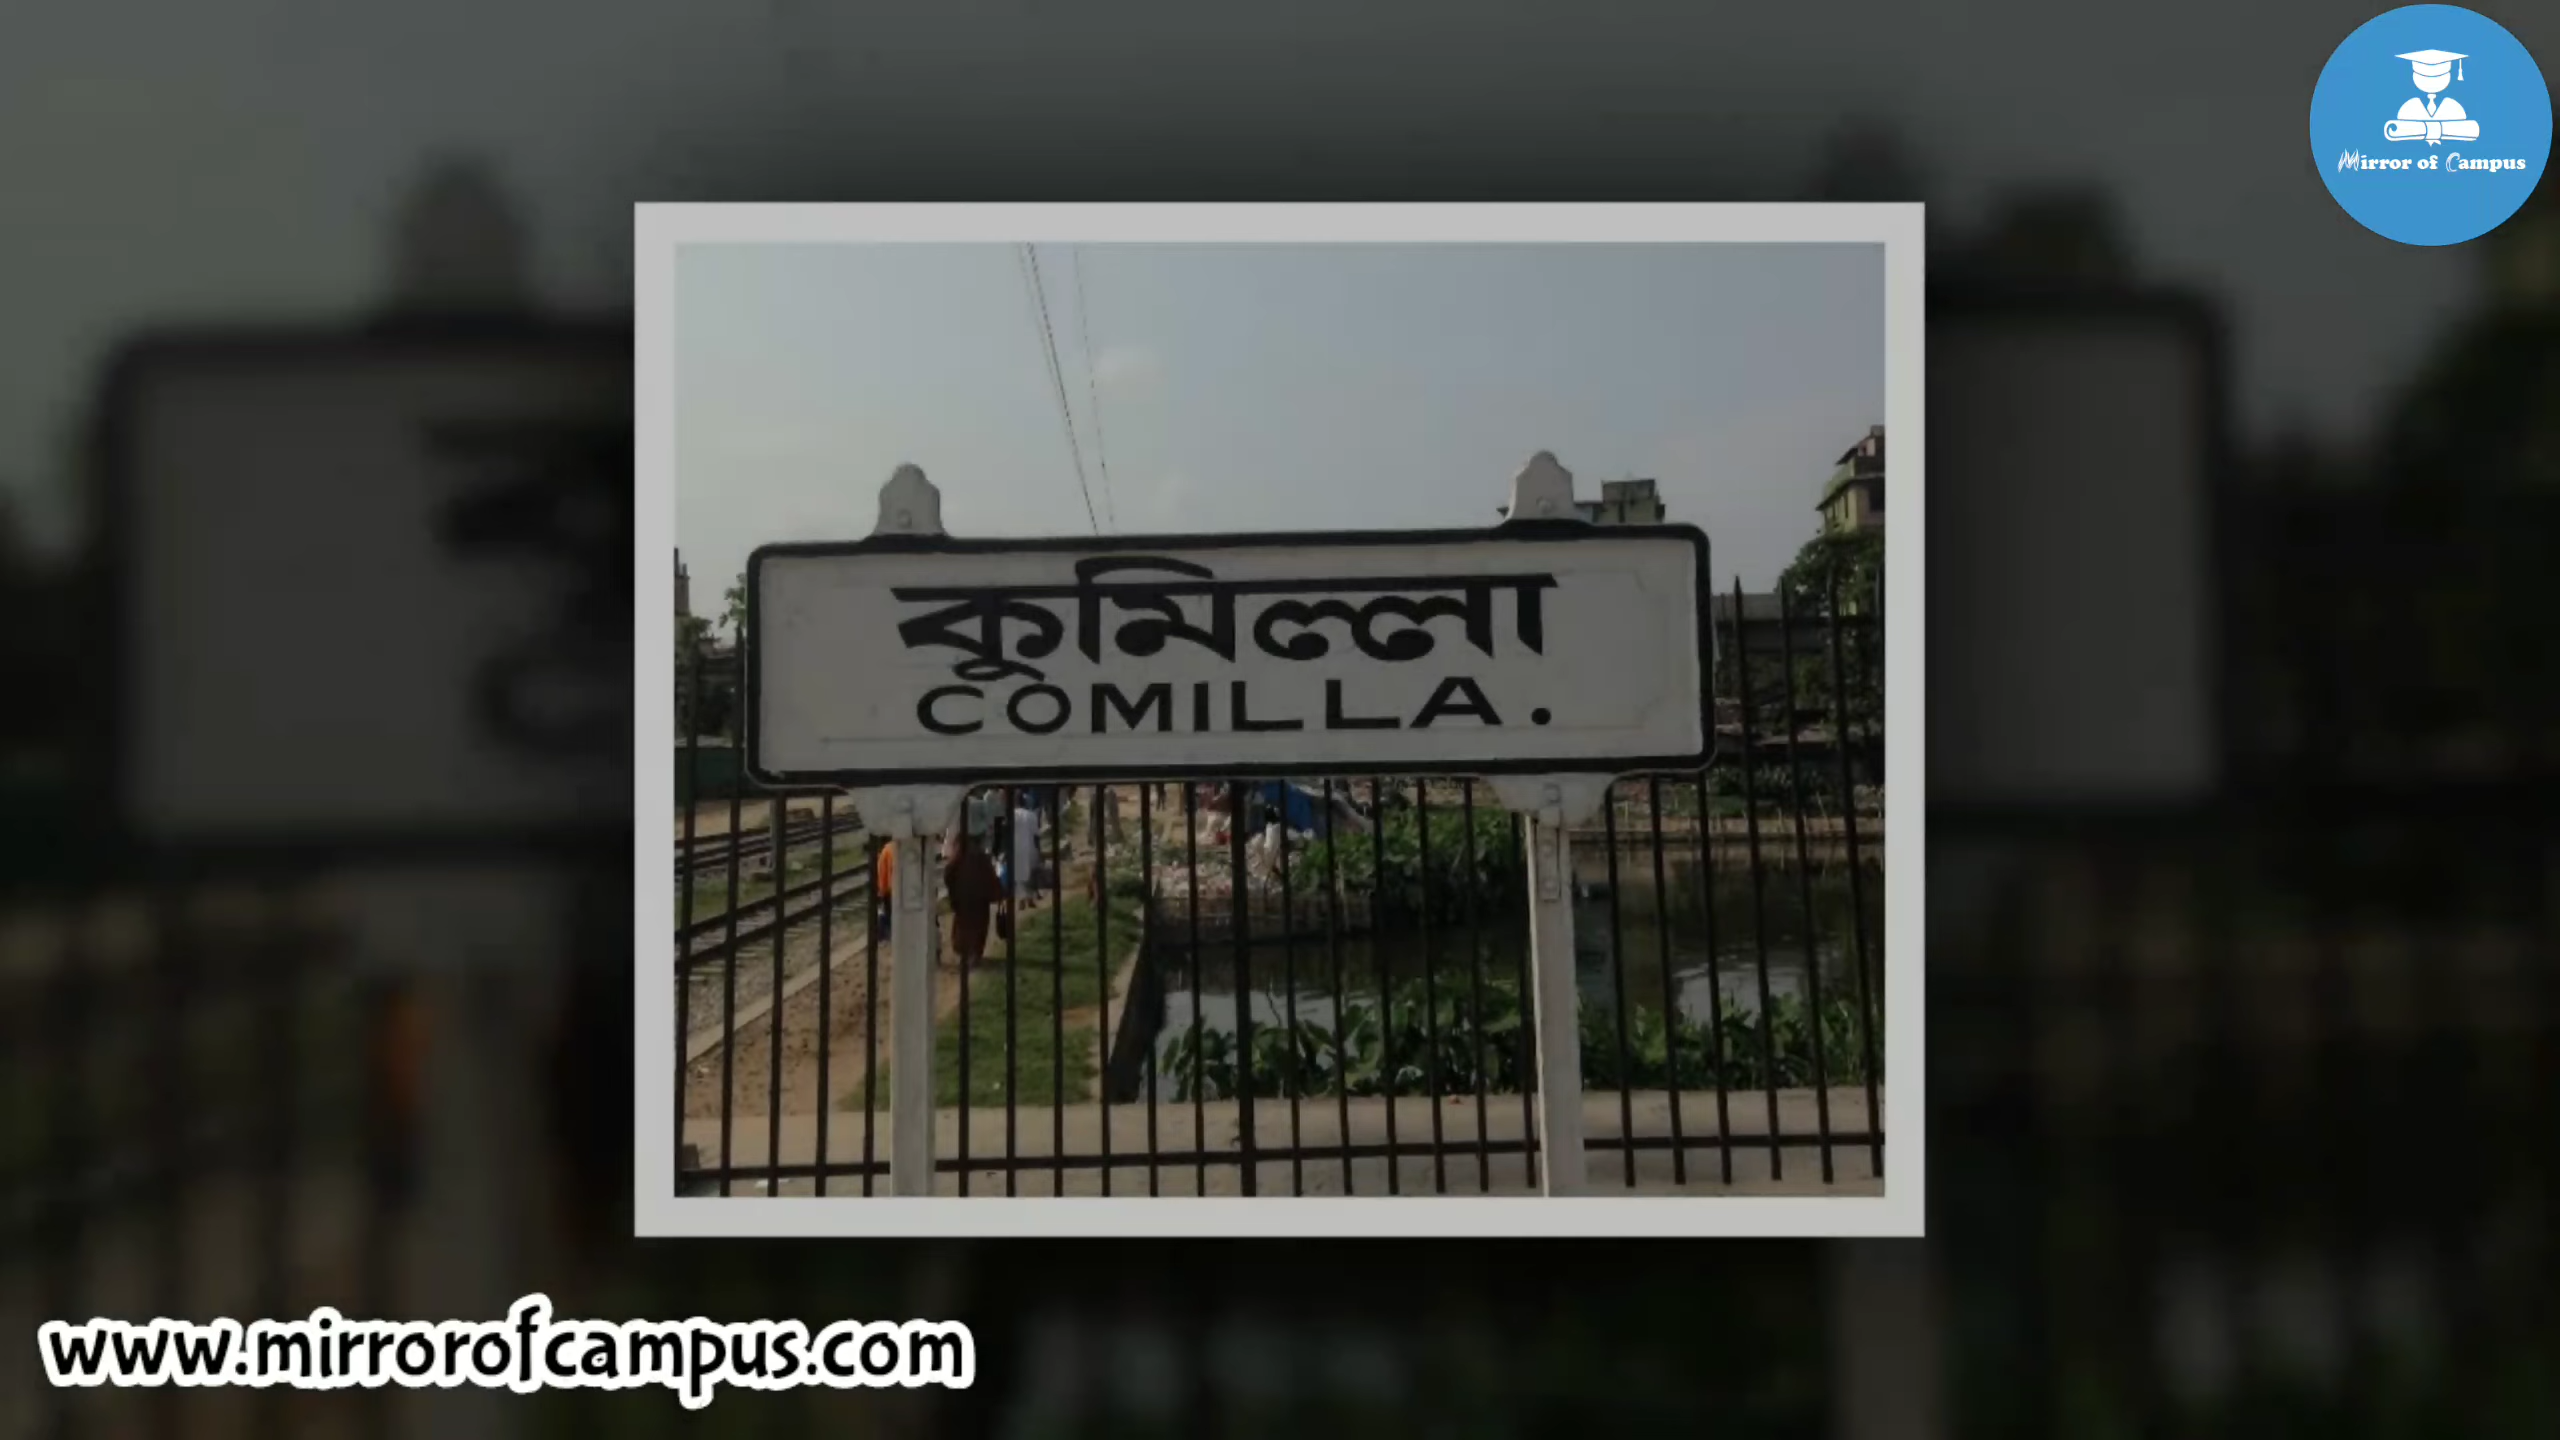 Mirror of Campus
কুমিল্লা
COMILLA.
www.mirrorofcampus.com